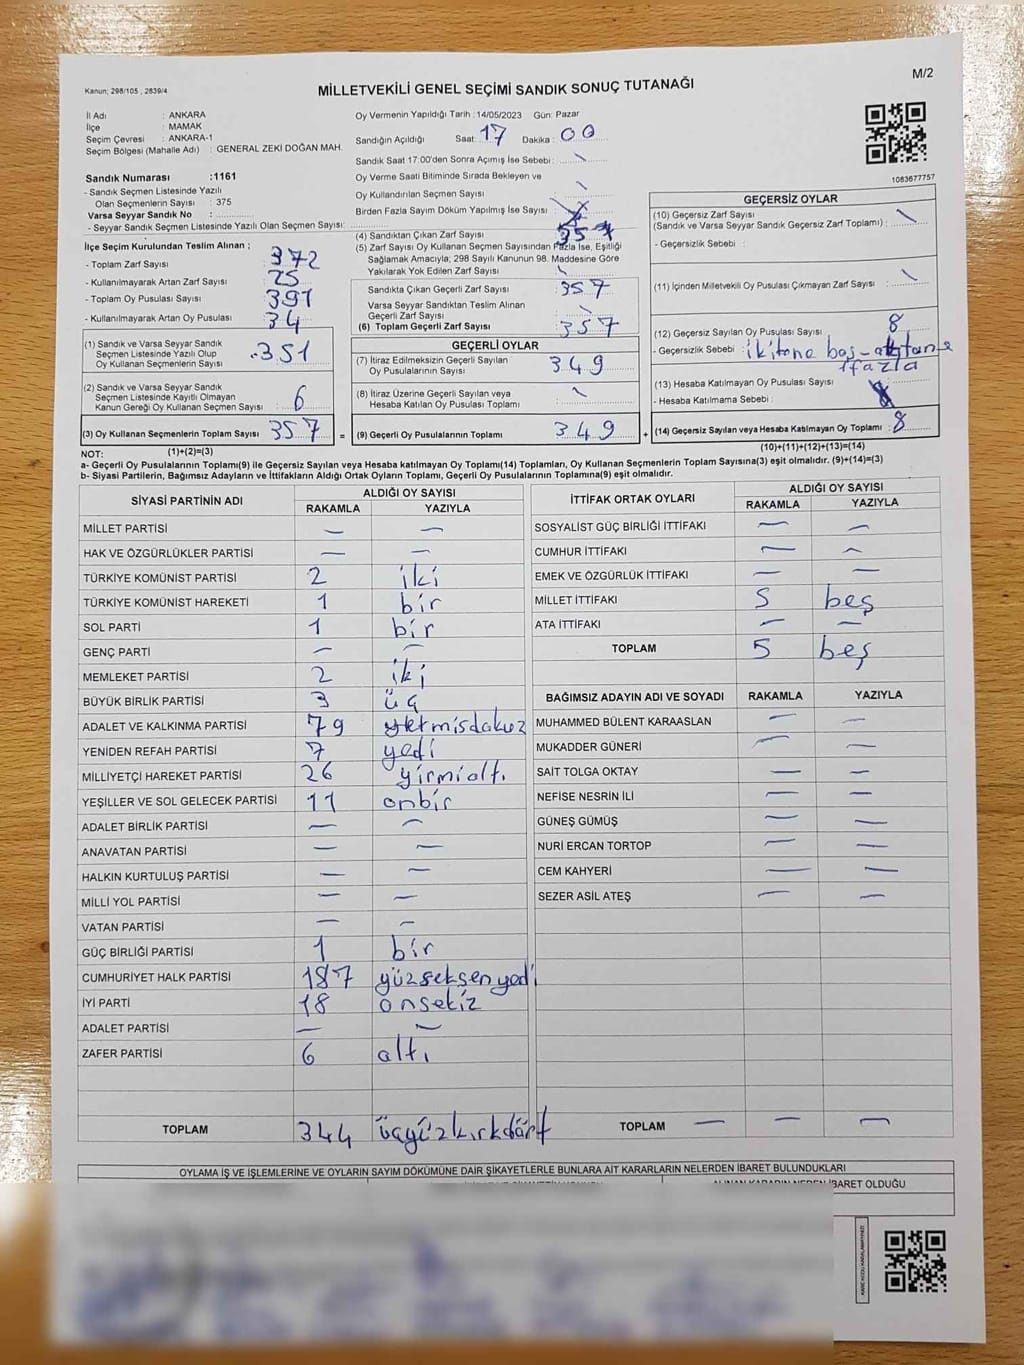 M/2
Kanun; 298/105 , 2839/4
MİLLETVEKİLİ GENEL SEÇİMİ SANDIK SONUÇ TUTANAĞI
İl Adı : ANKARA
İlçe : MAMAK
Seçim Çevresi : ANKARA-1
Seçim Bölgesi (Mahalle Adı) : GENERAL ZEKİ DOĞAN MAH.
Sandık Numarası :1161
- Sandık Seçmen Listesinde Yazılı
Olan Seçmenlerin Sayısı : 375
Varsa Seyyar Sandık No :
- Seyyar Sandık Seçmen Listesinde Yazılı Olan Seçmen Sayısı:
Oy Vermenin Yapıldığı Tarih : 14/05/2023 Gün: Pazar
Sandığın Açıldığı Saat: 17 Dakika : 00
Sandık Saat 17:00'den Sonra Açımış İse Sebebi :
Oy Verme Saati Bitiminde Sırada Bekleyen ve
Oy Kullandırılan Seçmen Sayısı
Birden Fazla Sayım Döküm Yapılmış İse Sayısı
1083677757
İlçe Seçim Kurulundan Teslim Alınan ;
- Toplam Zarf Sayısı : 372
- Kullanılmayarak Artan Zarf Sayısı : 25
- Toplam Oy Pusulası Sayısı : 391
- Kullanılmayarak Artan Oy Pusulası : 34
(1) Sandık ve Varsa Seyyar Sandık
Seçmen Listesinde Yazılı Olup
Oy Kullanan Seçmenlerin Sayısı : 351
(2) Sandık ve Varsa Seyyar Sandık
Seçmen Listesinde Kayıtlı Olmayan
Kanun Gereği Oy Kullanan Seçmen Sayısı : 6
(3) Oy Kullanan Seçmenlerin Toplam Sayısı 357 =
(1)+(2)=(3)
(4) Sandıktan Çıkan Zarf Sayısı : 357
(5) Zarf Sayısı Oy Kullanan Seçmen Sayısından Fazla İse, Eşitliği
Sağlamak Amacıyla; 298 Sayılı Kanunun 98. Maddesine Göre
Yakılarak Yok Edilen Zarf Sayısı :
Sandıkta Çıkan Geçerli Zarf Sayısı : 357
Varsa Seyyar Sandıktan Teslim Alınan
Geçerli Zarf Sayısı :
(6) Toplam Geçerli Zarf Sayısı : 357
GEÇERLİ OYLAR
(7) İtiraz Edilmeksizin Geçerli Sayılan
Oy Pusulalarının Sayısı : 349
(8) İtiraz Üzerine Geçerli Sayılan veya
Hesaba Katılan Oy Pusulası Toplamı :
(9) Geçerli Oy Pusulalarının Toplamı : 349 +
GEÇERSİZ OYLAR
(10) Geçersiz Zarf Sayısı
(Sandık ve Varsa Seyyar Sandık Geçersiz Zarf Toplamı) :
- Geçersizlik Sebebi :
(11) İçinden Milletvekili Oy Pusulası Çıkmayan Zarf Sayısı :
(12) Geçersiz Sayılan Oy Pusulası Sayısı : 8
- Geçersizlik Sebebi : ikitane boş
1fazla
(13) Hesaba Katılmayan Oy Pusulası Sayısı :
- Hesaba Katılmama Sebebi :
(14) Geçersiz Sayılan veya Hesaba Katılmayan Oy Toplamı : 8
(10)+(11)+(12)+(13)=(14)
NOT:
a- Geçerli Oy Pusulalarının Toplamı(9) ile Geçersiz Sayılan veya Hesaba katılmayan Oy Toplamı(14) Toplamları, Oy Kullanan Seçmenlerin Toplam Sayısına(3) eşit olmalıdır. (9)+(14)=(3)
b- Siyasi Partilerin, Bağımsız Adayların ve İttifakların Aldığı Ortak Oyların Toplamı, Geçerli Oy Pusulalarının Toplamına(9) eşit olmalıdır.
SİYASİ PARTİNİN ADI ALDIĞI OY SAYISI
RAKAMLA YAZIYLA
MİLLET PARTİSİ — —
HAK VE ÖZGÜRLÜKLER PARTİSİ — —
TÜRKİYE KOMÜNİST PARTİSİ 2 iki
TÜRKİYE KOMÜNİST HAREKETİ 1 bir
SOL PARTİ 1 bir
GENÇ PARTİ — —
MEMLEKET PARTİSİ 2 iki
BÜYÜK BİRLİK PARTİSİ 3 üç
ADALET VE KALKINMA PARTİSİ 79 yetmisdokuz
YENİDEN REFAH PARTİSİ 7 yedi
MİLLİYETÇİ HAREKET PARTİSİ 26 yirmialtı
YEŞİLLER VE SOL GELECEK PARTİSİ 11 onbir
ADALET BİRLİK PARTİSİ — —
ANAVATAN PARTİSİ — —
HALKIN KURTULUŞ PARTİSİ — —
MİLLİ YOL PARTİSİ — —
VATAN PARTİSİ — —
GÜÇ BİRLİĞİ PARTİSİ 1 bir
CUMHURİYET HALK PARTİSİ 187 yüzseksenyedi
İYİ PARTİ 18 onsekiz
ADALET PARTİSİ — —
ZAFER PARTİSİ 6 altı
TOPLAM 344 üçyüzkırkdört
İTTİFAK ORTAK OYLARI ALDIĞI OY SAYISI
RAKAMLA YAZIYLA
SOSYALİST GÜÇ BİRLİĞİ İTTİFAKI — —
CUMHUR İTTİFAKI — —
EMEK VE ÖZGÜRLÜK İTTİFAKI — —
MİLLET İTTİFAKI 5 beş
ATA İTTİFAKI — —
TOPLAM 5 beş
BAĞIMSIZ ADAYIN ADI VE SOYADI RAKAMLA YAZIYLA
MUHAMMED BÜLENT KARAASLAN — —
MUKADDER GÜNERİ — —
SAİT TOLGA OKTAY — —
NEFİSE NESRİN İLİ — —
GÜNEŞ GÜMÜŞ — —
NURİ ERCAN TORTOP — —
CEM KAHYERİ — —
SEZER ASİL ATEŞ — —
TOPLAM — — —
OYLAMA İŞ VE İŞLEMLERİNE VE OYLARIN SAYIM DÖKÜMÜNE DAİR ŞİKAYETLERLE BUNLARA AİT KARARLARIN NELERDEN İBARET BULUNDUKLARI
ALINAN KARARIN NEDEN İBARET OLDUĞU